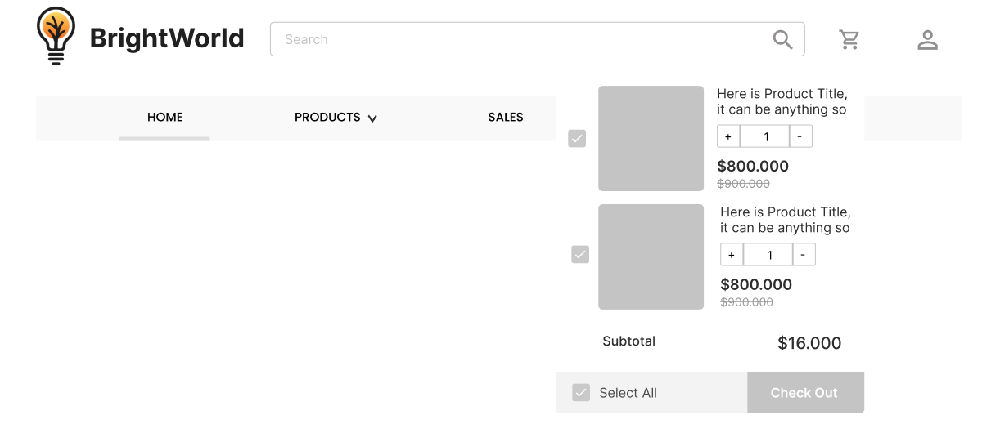 BrightWorld
Search
HOME
PRODUCTS
SALES
Here is Product Title,
it can be anything so
+ 1 -
$800.000
$900.000
Here is Product Title,
it can be anything so
+ 1 -
$800.000
$900.000
Subtotal
$16.000
Select All
Check Out